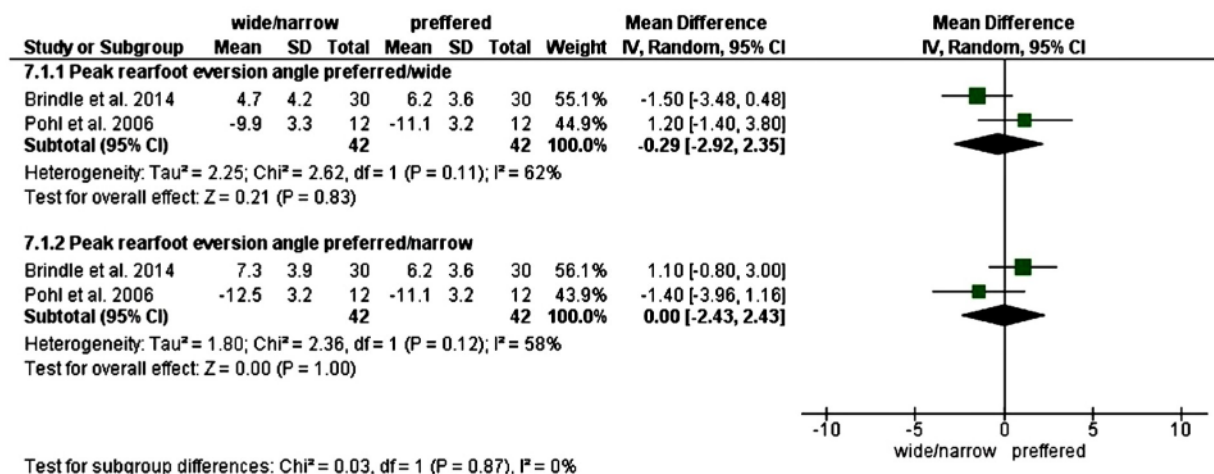 wide/narrow preffered Mean Difference Mean Difference
Study or Subgroup Mean SD Total Mean SD Total Weight IV, Random, 95% CI IV, Random, 95% CI
7.1.1 Peak rearfoot eversion angle preferred/wide
Brindle et al. 2014 4.7 4.2 30 6.2 3.6 30 55.1% -1.50 [-3.48, 0.48]
Pohl et al. 2006 -9.9 3.3 12 -11.1 3.2 12 44.9% 1.20 [-1.40, 3.80]
Subtotal (95% CI) 42 42 100.0% -0.29 [-2.92, 2.35]
Heterogeneity: Tau² = 2.25; Chi² = 2.62, df = 1 (P = 0.11); I² = 62%
Test for overall effect: Z = 0.21 (P = 0.83)
7.1.2 Peak rearfoot eversion angle preferred/narrow
Brindle et al. 2014 7.3 3.9 30 6.2 3.6 30 56.1% 1.10 [-0.80, 3.00]
Pohl et al. 2006 -12.5 3.2 12 -11.1 3.2 12 43.9% -1.40 [-3.96, 1.16]
Subtotal (95% CI) 42 42 100.0% 0.00 [-2.43, 2.43]
Heterogeneity: Tau² = 1.80; Chi² = 2.36, df = 1 (P = 0.12); I² = 58%
Test for overall effect: Z = 0.00 (P = 1.00)
-10 -5 0 5 10
wide/narrow preffered
Test for subgroup differences: Chi² = 0.03, df = 1 (P = 0.87), I² = 0%